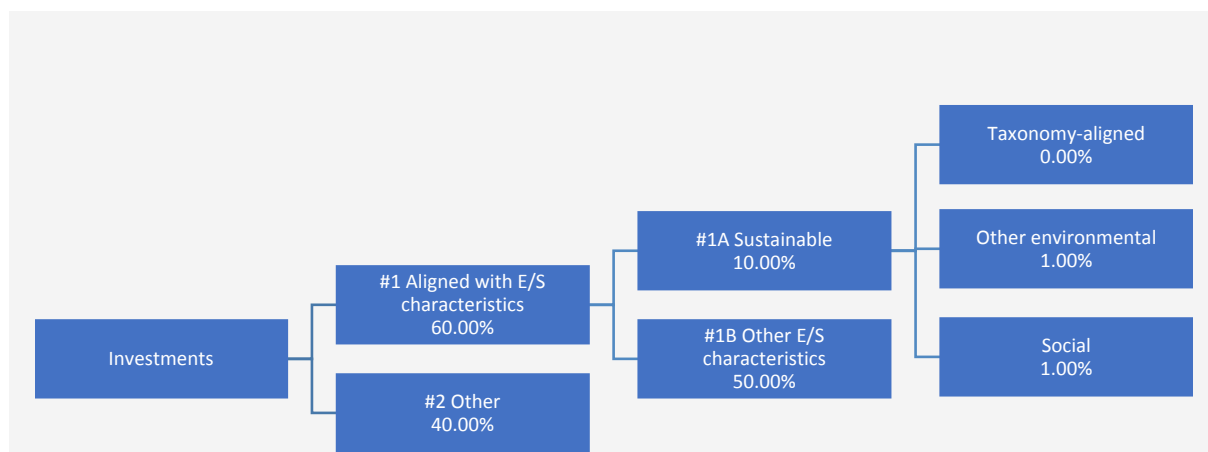 Investments
#1 Aligned with E/S
characteristics
60.00%
#2 Other
40.00%
#1A Sustainable
10.00%
#1B Other E/S
characteristics
50.00%
Taxonomy-aligned
0.00%
Other environmental
1.00%
Social
1.00%